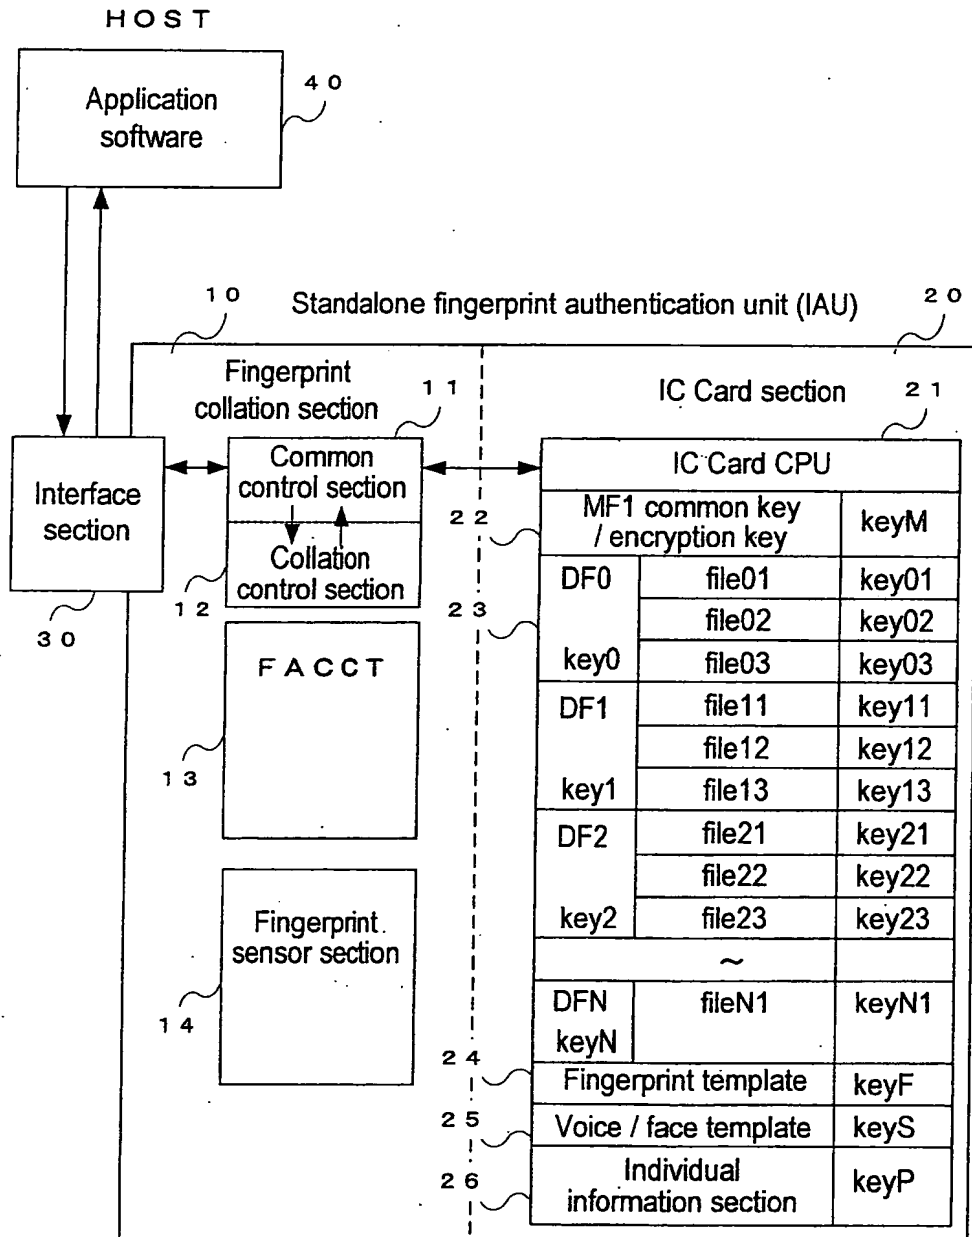 HOST
40
Application
software
10
Standalone fingerprint authentication unit (IAU)
20
Fingerprint
collation section
11
IC Card section
21
Interface
section
30
Common
control section
Collation
control section
12
IC Card CPU
22
MF1 common key
/ encryption key
keyM
23
DF0
key0
file01
key01
file02
key02
file03
key03
DF1
key1
file11
key11
file12
key12
file13
key13
DF2
key2
file21
key21
file22
key22
file23
key23
~
DFN
keyN
fileN1
keyN1
FACCT
13
Fingerprint
sensor section
14
24
Fingerprint template
keyF
25
Voice / face template
keyS
26
Individual
information section
keyP